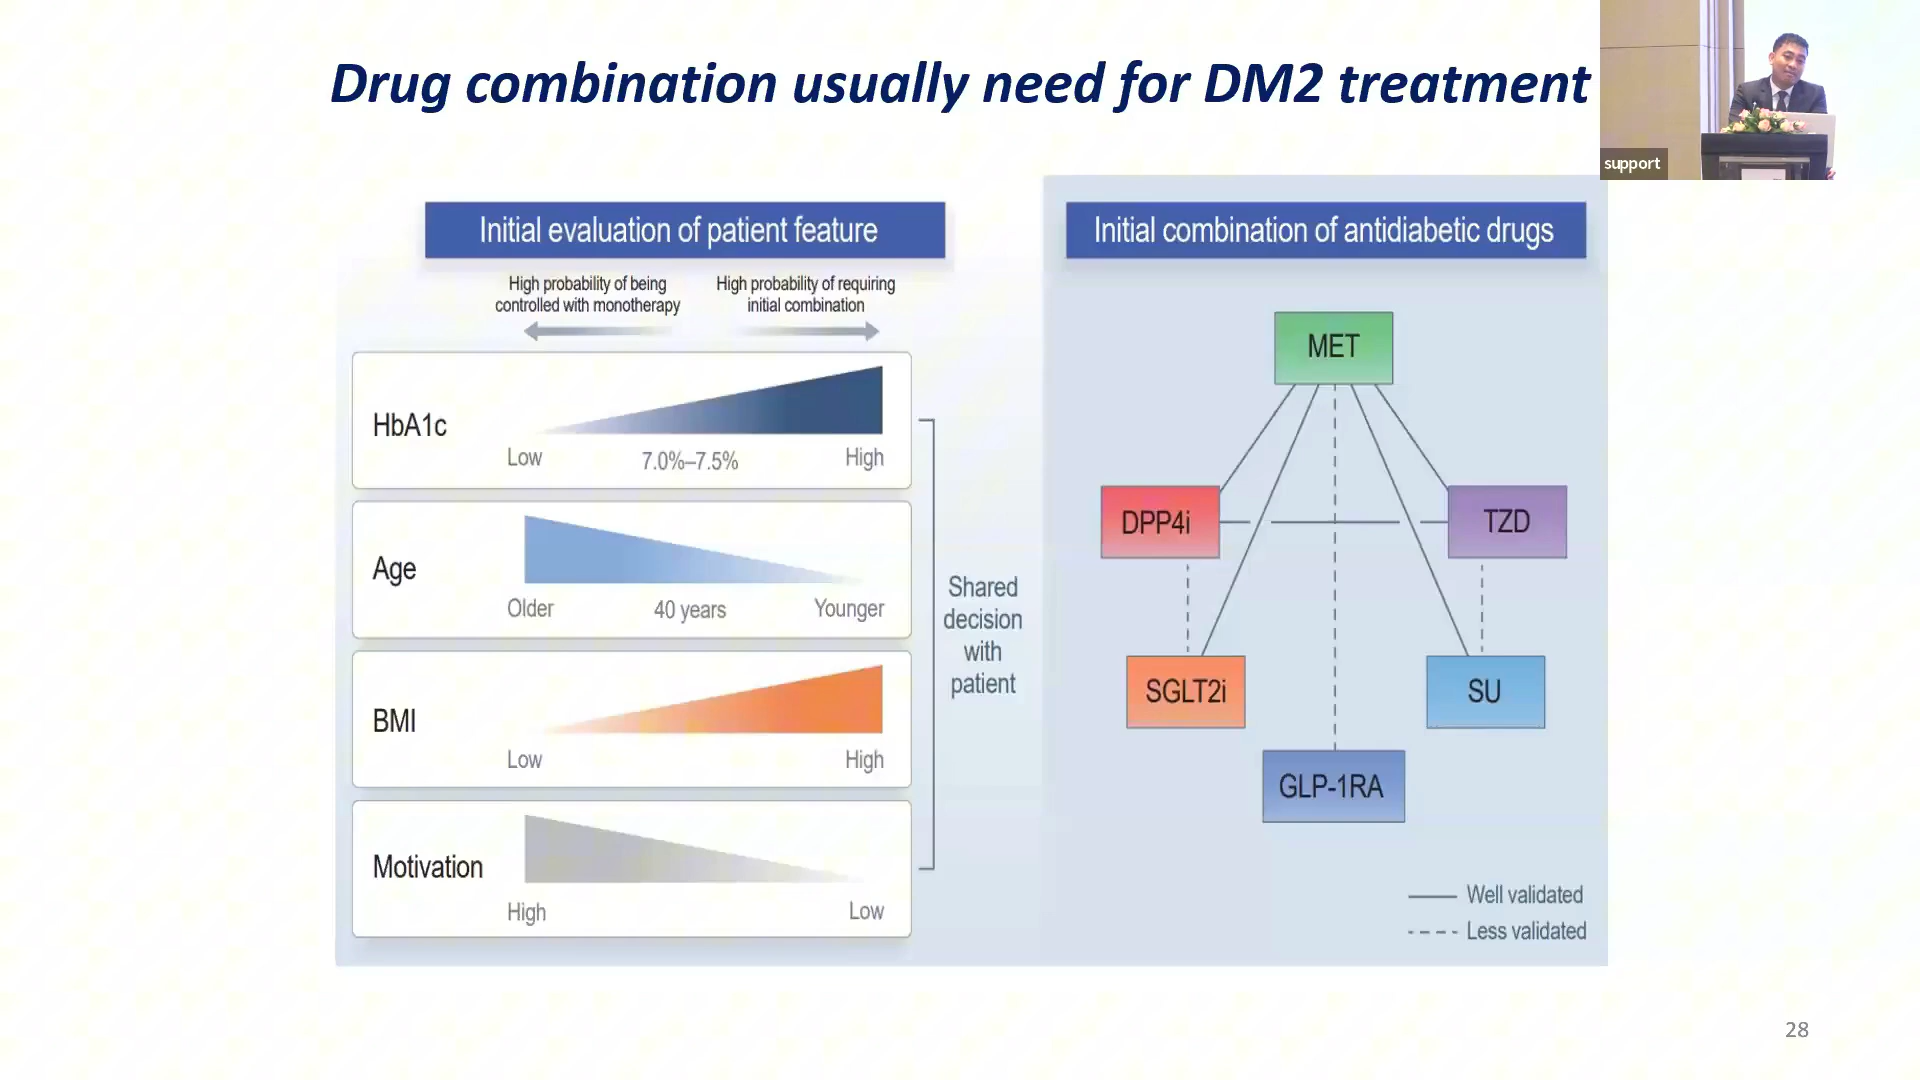 Drug combination usually need for DM2 treatment
support
Initial evaluation of patient feature
High probability of being
controlled with monotherapy
High probability of requiring
initial combination
HbA1c
Low
7.0%–7.5%
High
Age
Older
40 years
Younger
BMI
Low
High
Motivation
High
Low
Shared
decision
with
patient
Initial combination of antidiabetic drugs
MET
DPP4i
TZD
SGLT2i
SU
GLP-1RA
Well validated
Less validated
28